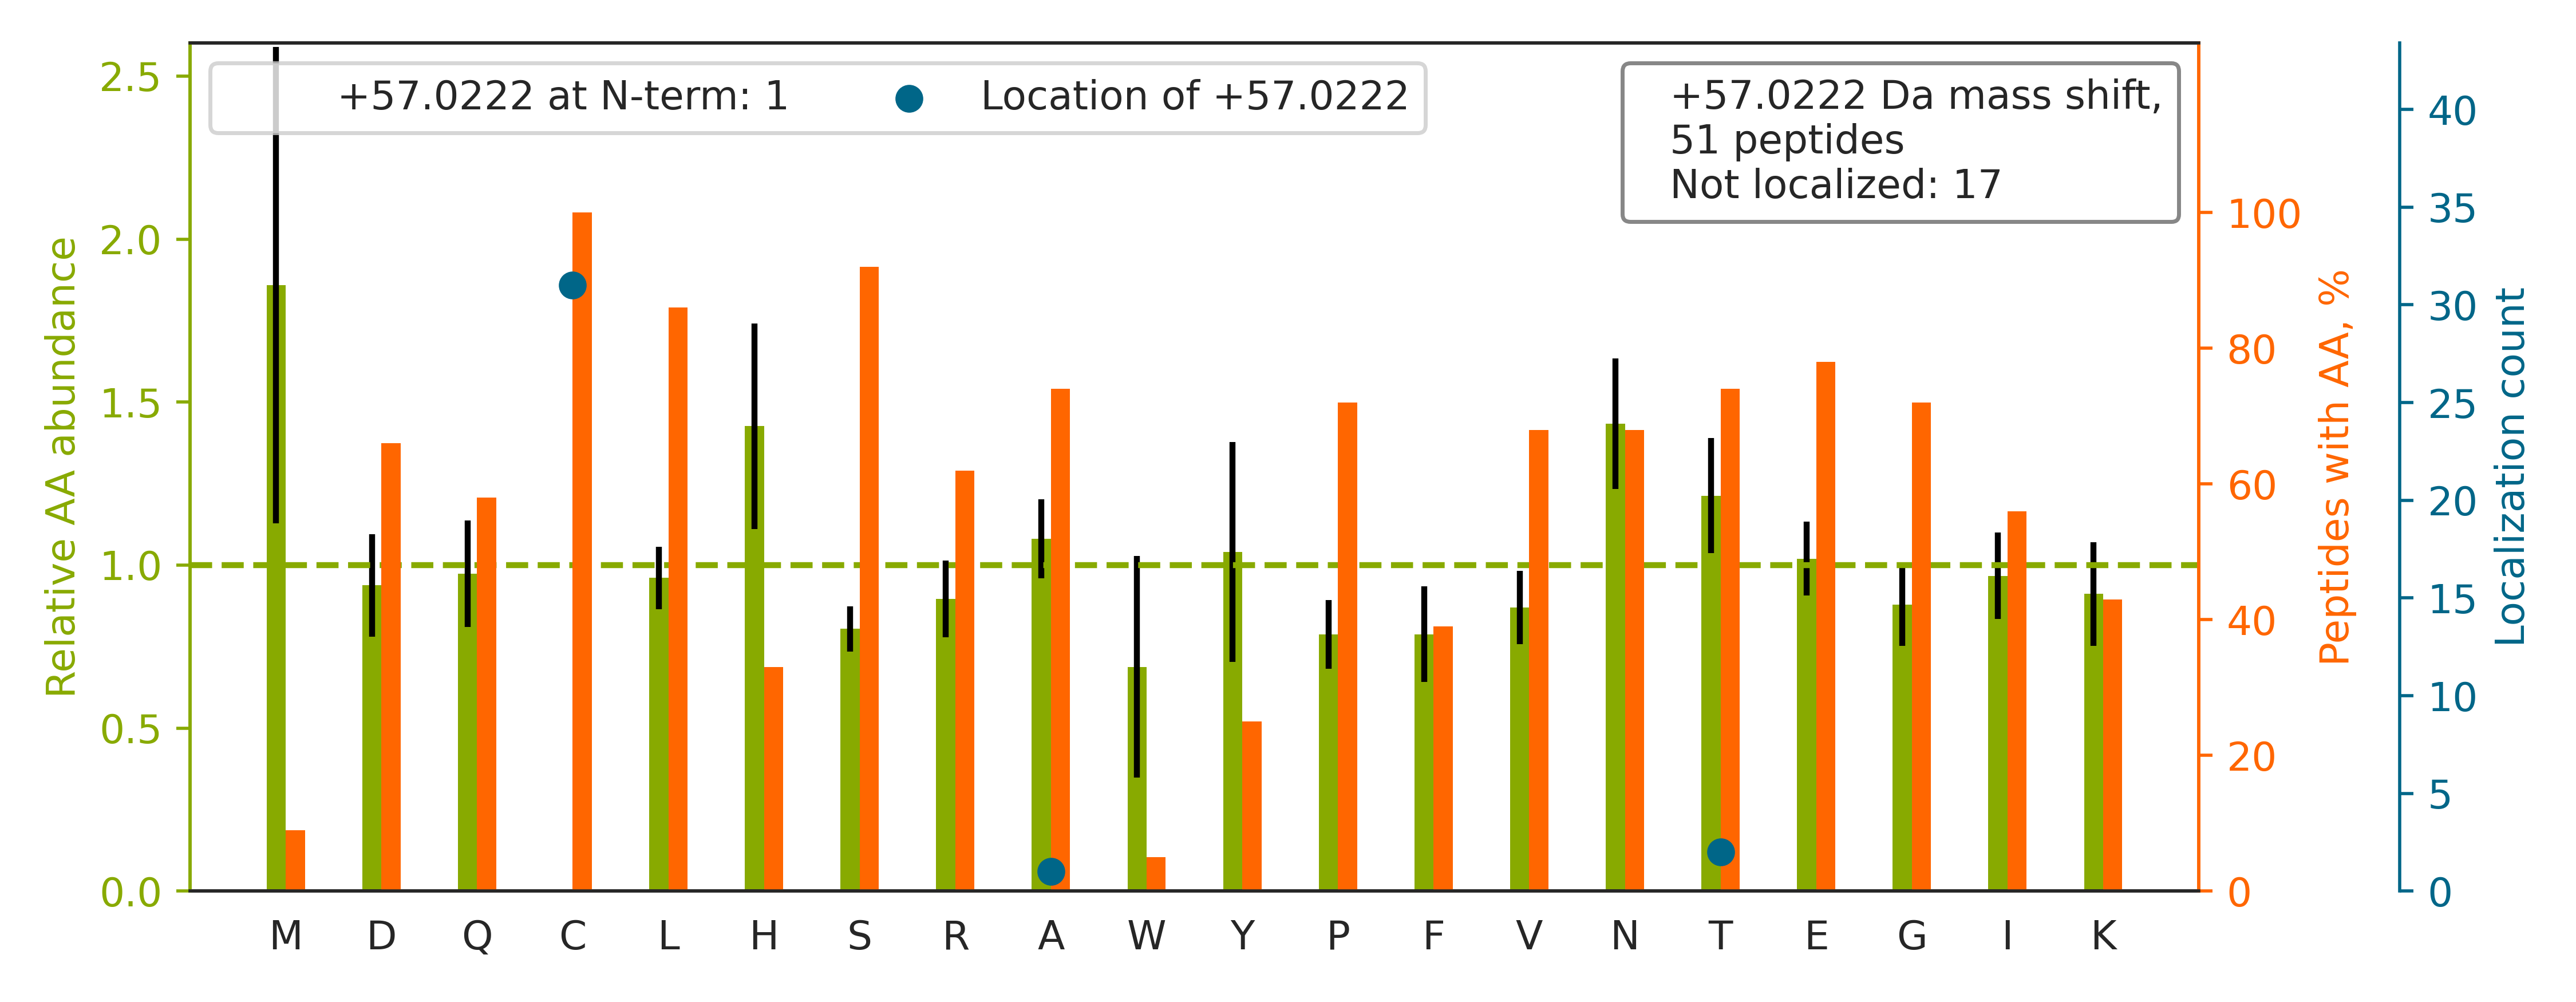 +57.0222 at N-term: 1
Location of +57.0222
+57.0222 Da mass shift,
51 peptides
Not localized: 17
Relative AA abundance
2.5
2.0
1.5
1.0
0.5
0.0
100
80
60
40
20
0
Peptides with AA, %
40
35
30
25
20
15
10
5
0
Localization count
M D Q C L H S R A W Y P F V N T E G I K